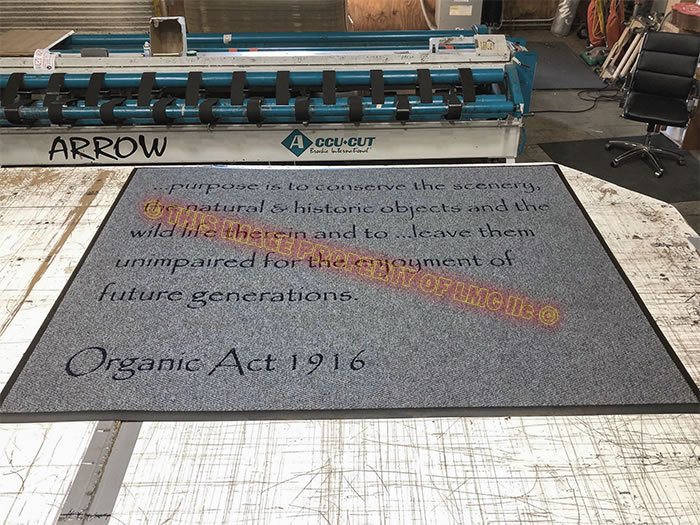 ARROW
ACCU-CUT
Brookie International
...purpose is to conserve the scenery,
the natural & historic objects and the
wild life therein and to ...leave them
unimpaired for the enjoyment of
future generations.
Organic Act 1916
© THIS IMAGE PROPERTY OF LMC llc ©